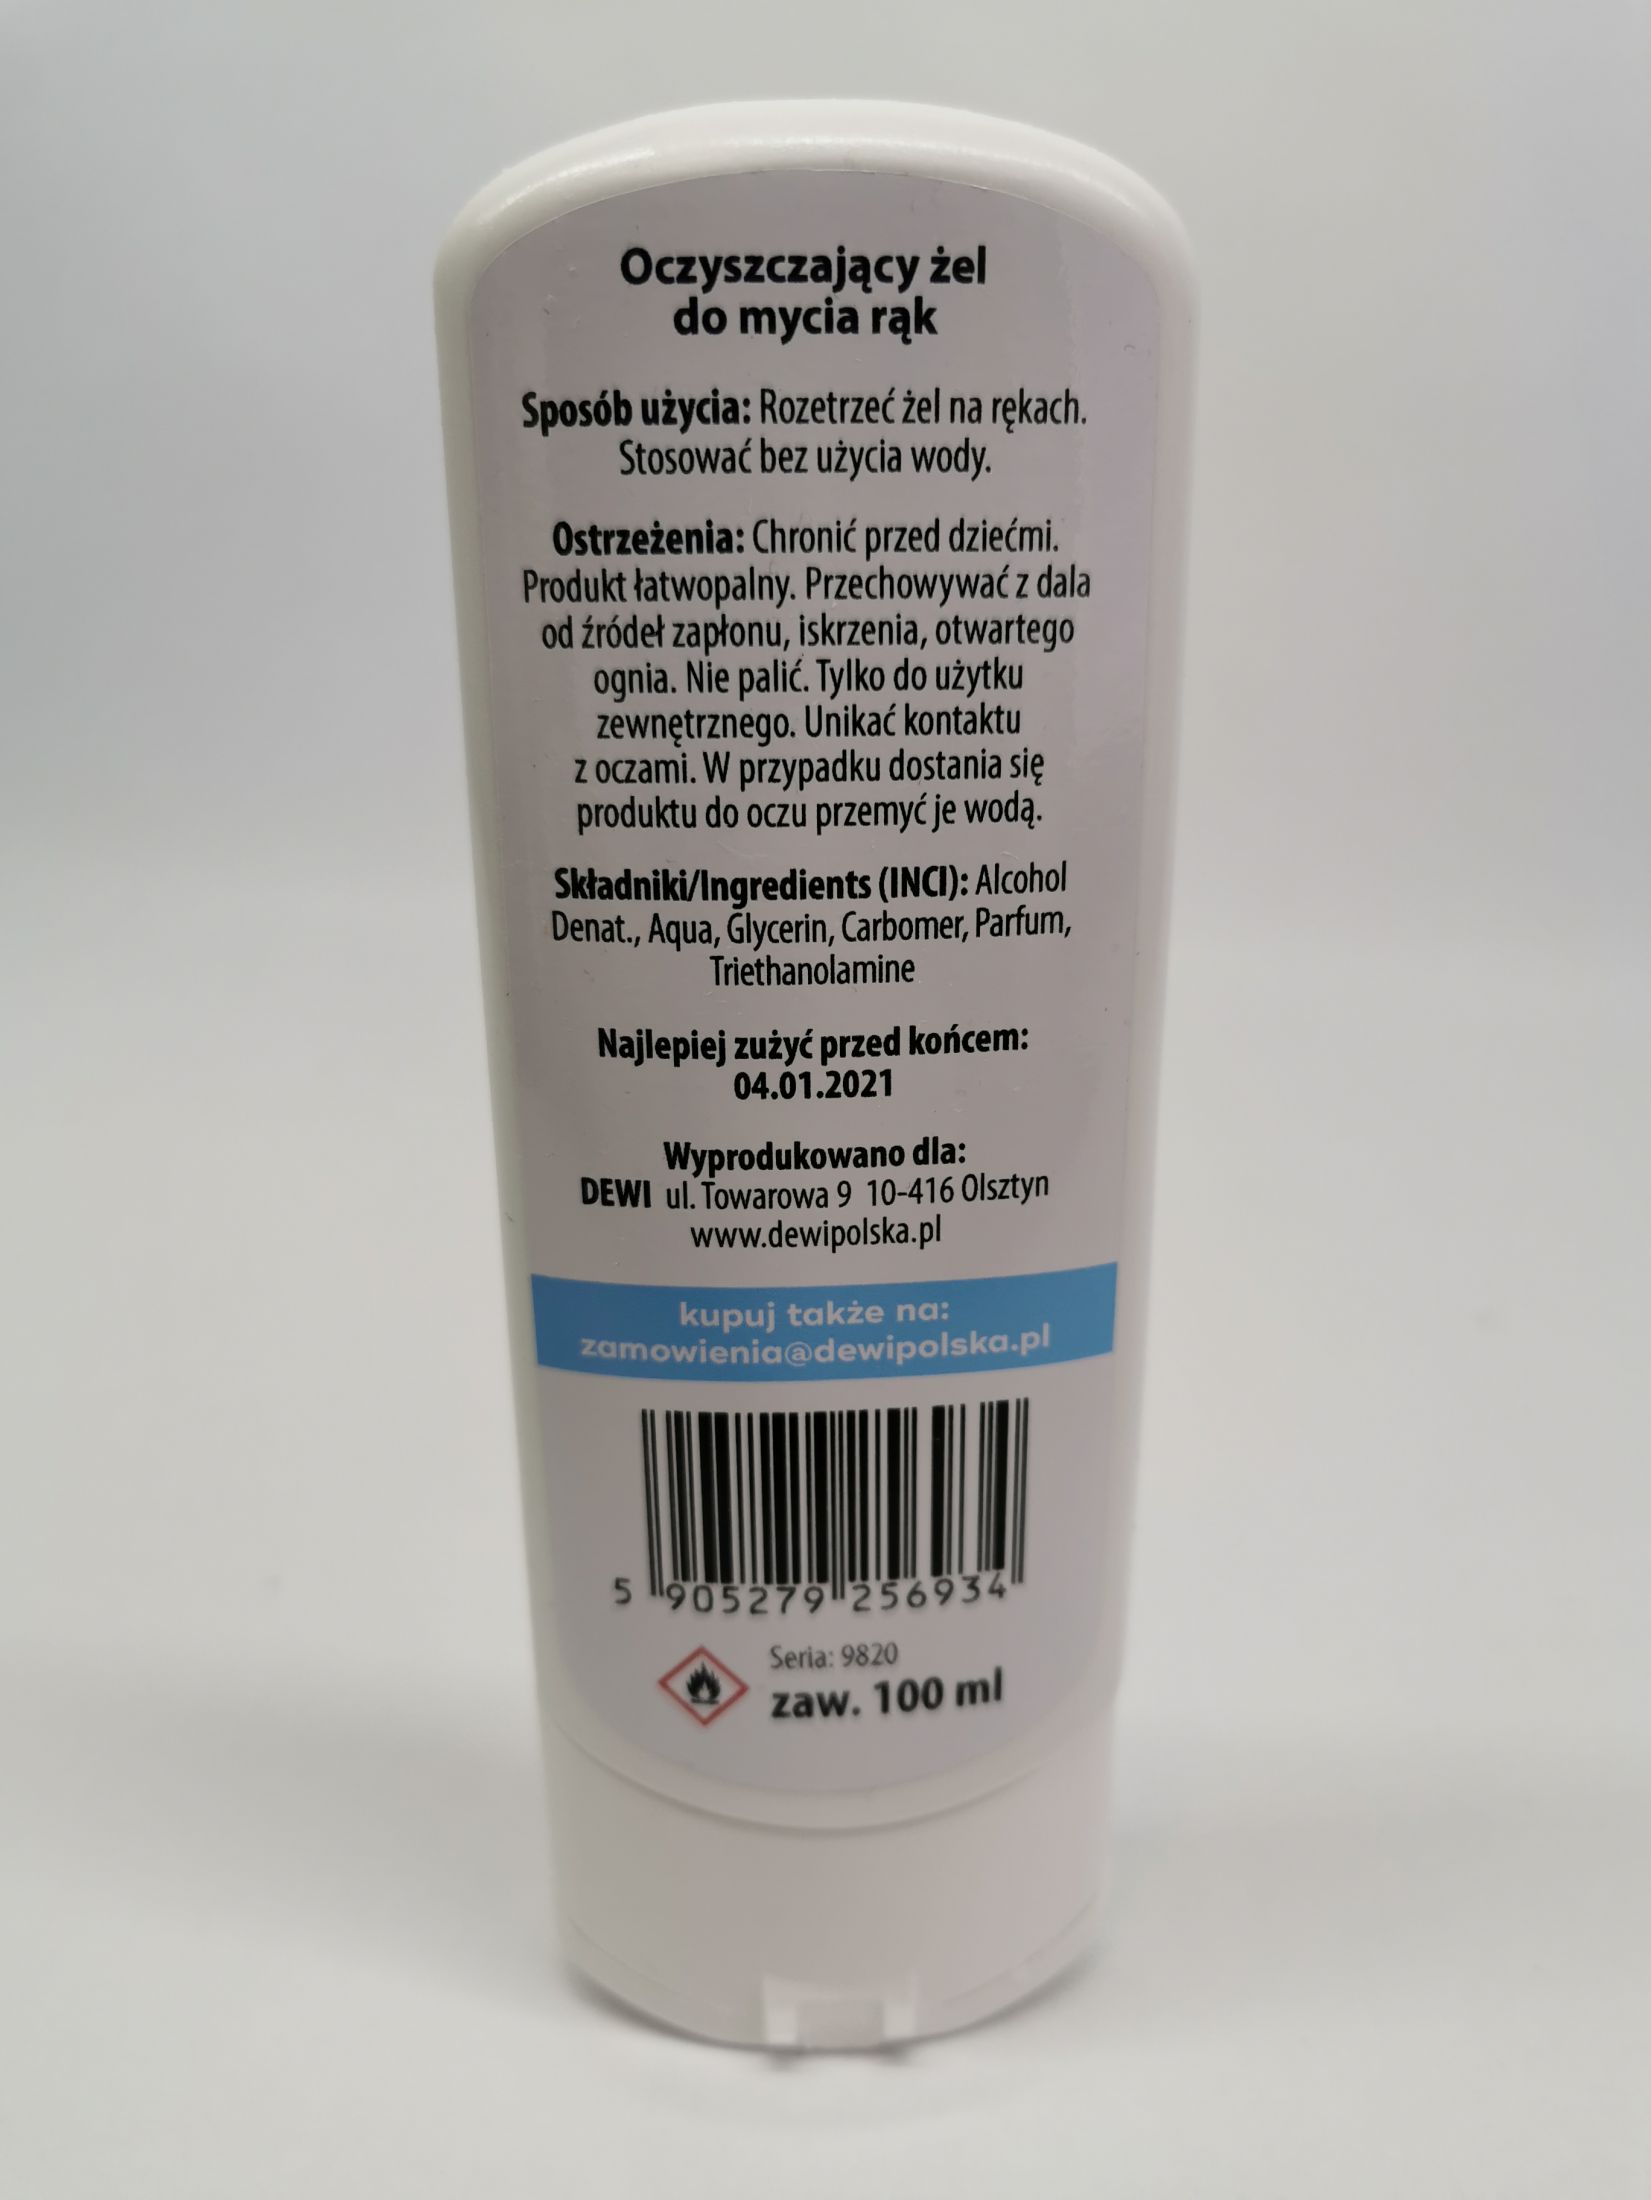 Oczyszczający żel
do mycia rąk
Sposób użycia: Rozetrzeć żel na rękach.
Stosować bez użycia wody.
Ostrzeżenia: Chronić przed dziećmi.
Produkt łatwopalny. Przechowywać z dala
od źródeł zapłonu, iskrzenia, otwartego
ognia. Nie palić. Tylko do użytku
zewnętrznego. Unikać kontaktu
z oczami. W przypadku dostania się
produktu do oczu przemyć je wodą.
Składniki/Ingredients (INCI): Alcohol
Denat., Aqua, Glycerin, Carbomer, Parfum,
Triethanolamine
Najlepiej zużyć przed końcem:
04.01.2021
Wyprodukowano dla:
DEWI ul. Towarowa 9 10-416 Olsztyn
www.dewipolska.pl
kupuj także na:
zamowienia@dewipolska.pl
5 905279 256934
Seria: 9820
zaw. 100 ml